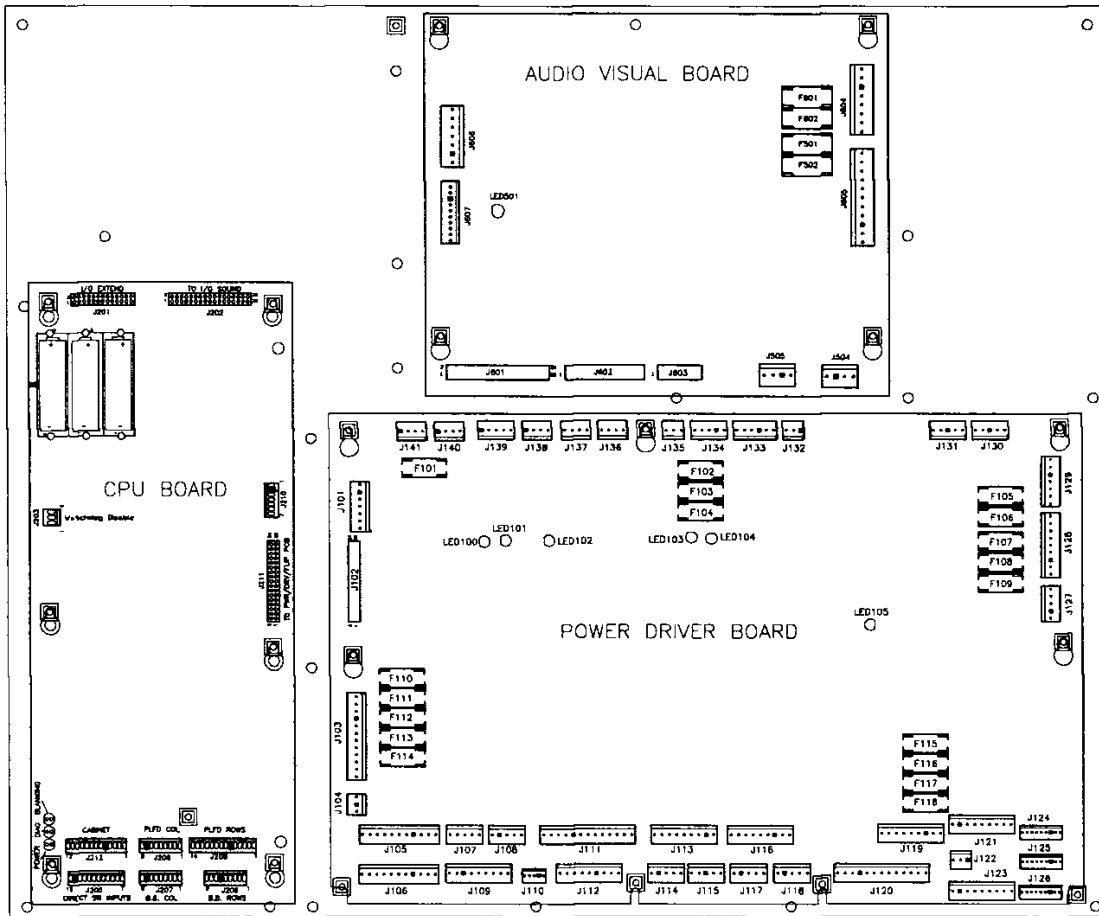 AUDIO VISUAL BOARD
F601
F602
F501
F502
J604
J605
J606
J607
LED501
J601
J602
J603
J505
J504
I/O EXTEND
J201
TO I/O SOUND
J202
CPU BOARD
J203
Watchdog Disable
J210
J211
TO PWR/DRV/FLIP PCB
BLANKING
DIAG
POWER
CABINET
J212
PLFD COL
PLFD ROWS
DIRECT SW INPUTS
J207
B.B. COL
B.B. ROWS
POWER DRIVER BOARD
J141
J140
J139
J138
J137
J136
J135
J134
J133
J132
J131
J130
F101
F102
F103
F104
J101
J102
LED100
LED101
LED102
LED103
LED104
LED105
F105
F106
F107
F108
F109
J129
J128
J127
F110
F111
F112
F113
F114
J103
J104
F115
F116
F117
F118
J105
J107
J108
J111
J113
J116
J119
J121
J124
J122
J125
J123
J106
J109
J110
J112
J114
J115
J117
J118
J120
J126